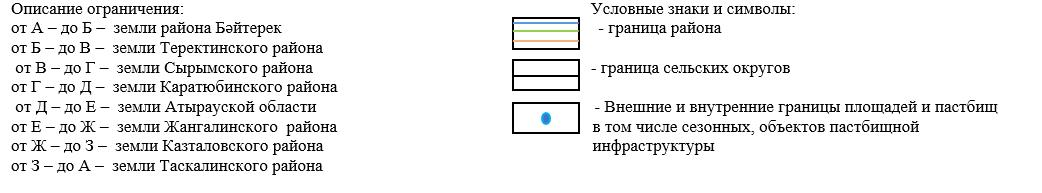 Описание ограничения:
от А – до Б – земли района Бәйтерек
от Б – до В – земли Теректинского района
от В – до Г – земли Сырымского района
от Г – до Д – земли Каратюбинского района
от Д – до Е – земли Атырауской области
от Е – до Ж – земли Жангалинского района
от Ж – до З – земли Казталовского района
от З – до А – земли Таскалинского района
Условные знаки и символы:
- граница района
- граница сельских округов
- Внешние и внутренние границы площадей и пастбищ
в том числе сезонных, объектов пастбищной
инфраструктуры